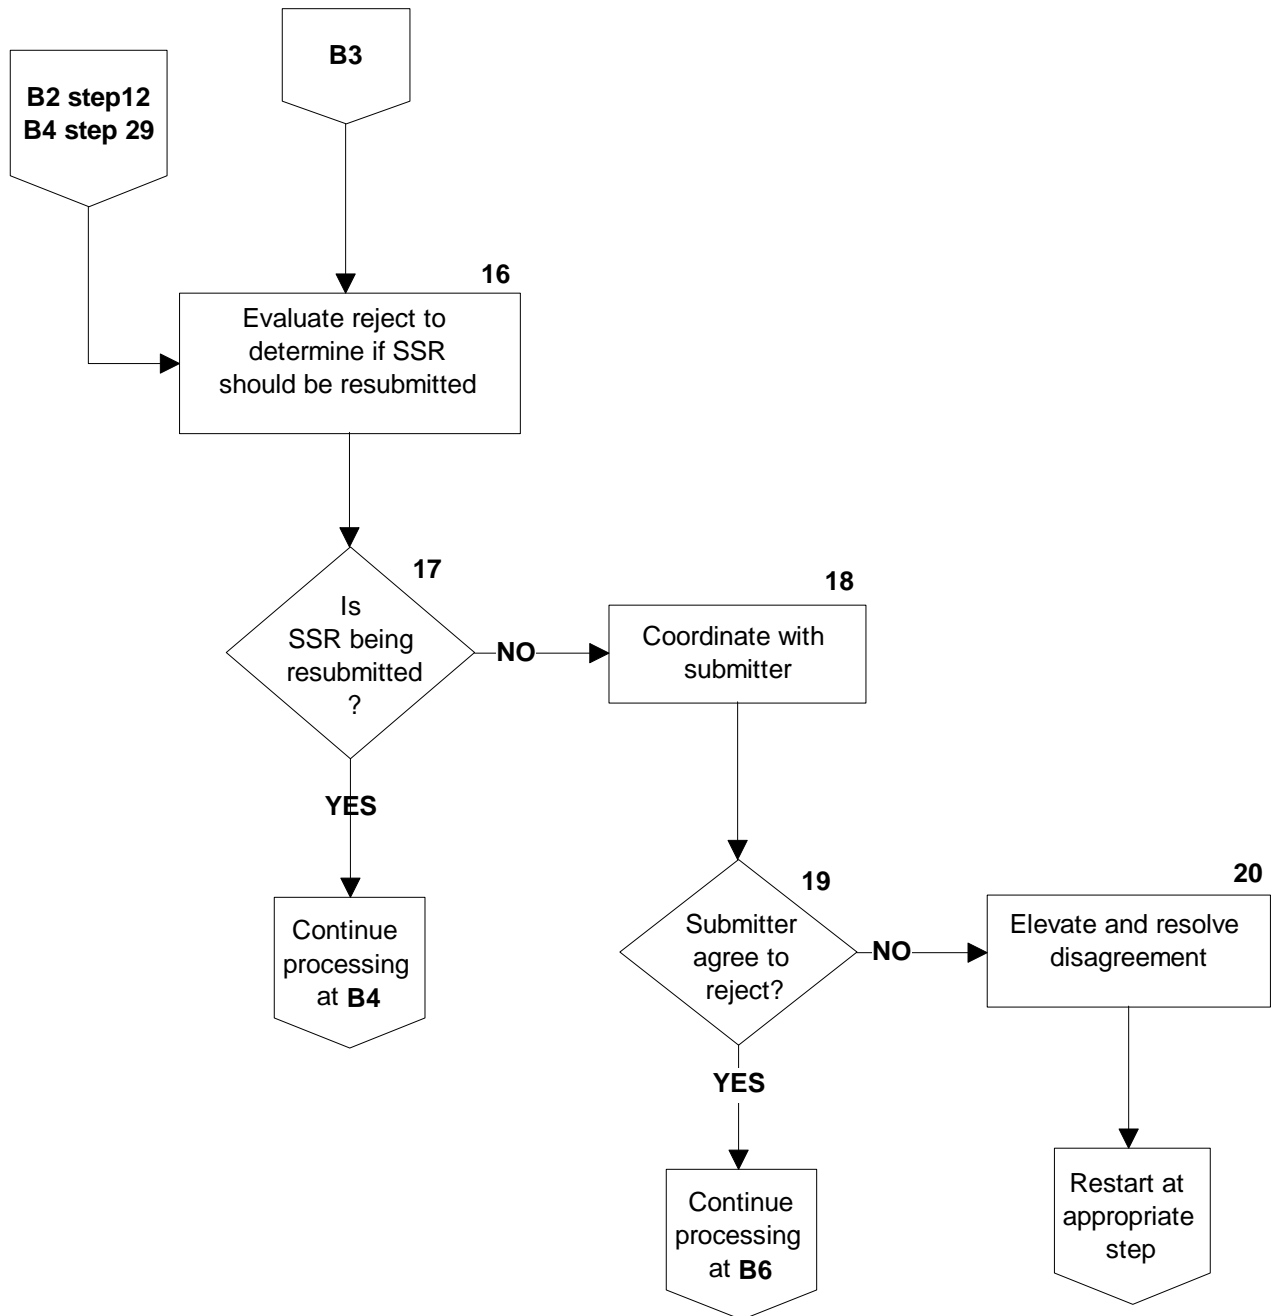 B3
B2 step12
B4 step 29
16
Evaluate reject to
determine if SSR
should be resubmitted
17
Is
SSR being
resubmitted
?
NO
18
Coordinate with
submitter
YES
Continue
processing
at B4
19
Submitter
agree to
reject?
NO
20
Elevate and resolve
disagreement
YES
Continue
processing
at B6
Restart at
appropriate
step